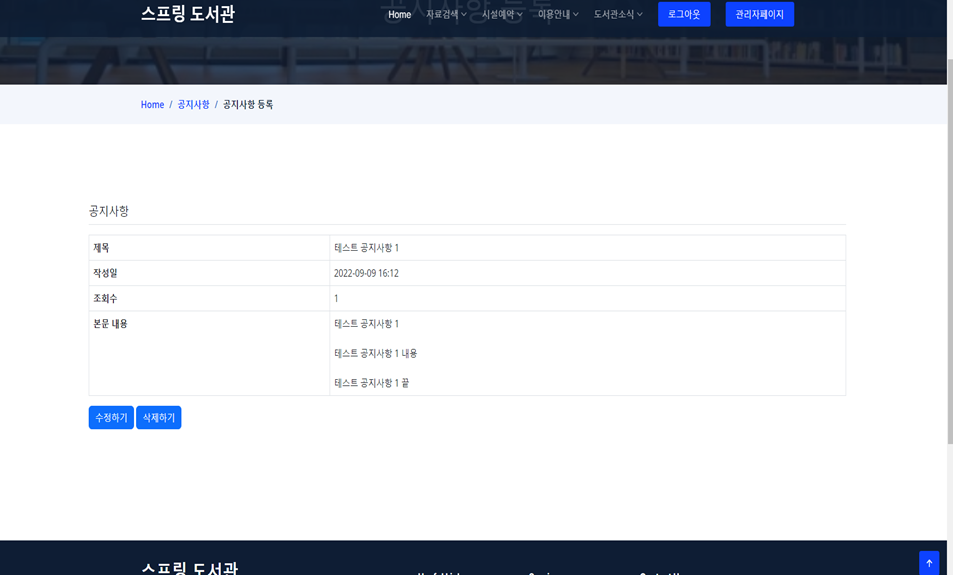 스프링 도서관
Home 자료검색 시설예약 이용안내 도서관소식 로그아웃 관리자페이지
공지사항 등록
Home / 공지사항 / 공지사항 등록
공지사항
제목 테스트 공지사항 1
작성일 2022-09-09 16:12
조회수 1
본문 내용 테스트 공지사항 1
테스트 공지사항 1 내용
테스트 공지사항 1 끝
수정하기 삭제하기
스프링 도서관